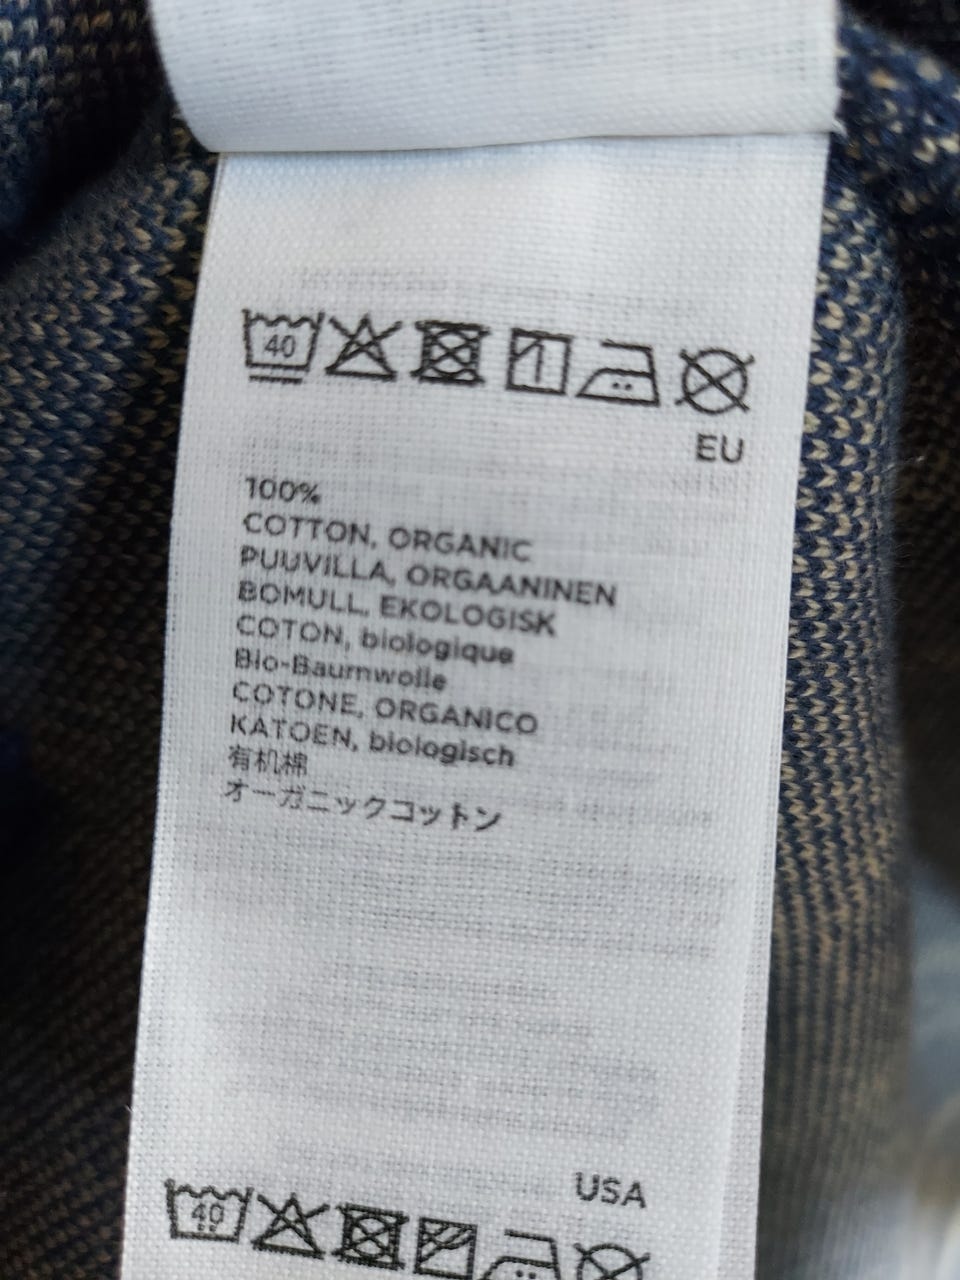 40
EU
100%
COTTON, ORGANIC
PUUVILLA, ORGAANINEN
BOMULL, EKOLOGISK
COTON, biologique
Bio-Baumwolle
COTONE, ORGANICO
KATOEN, biologisch
有机棉
オーガニックコットン
USA
40